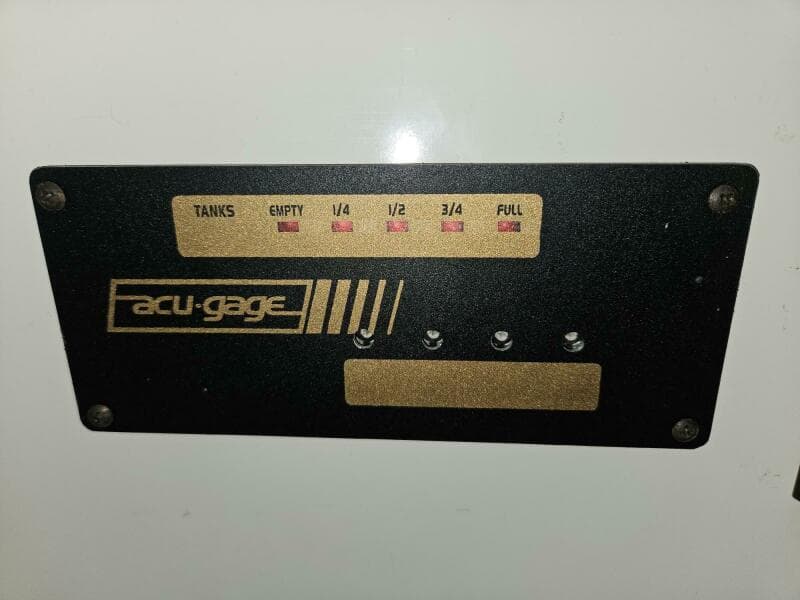 TANKS EMPTY 1/4 1/2 3/4 FULL
acu·gage